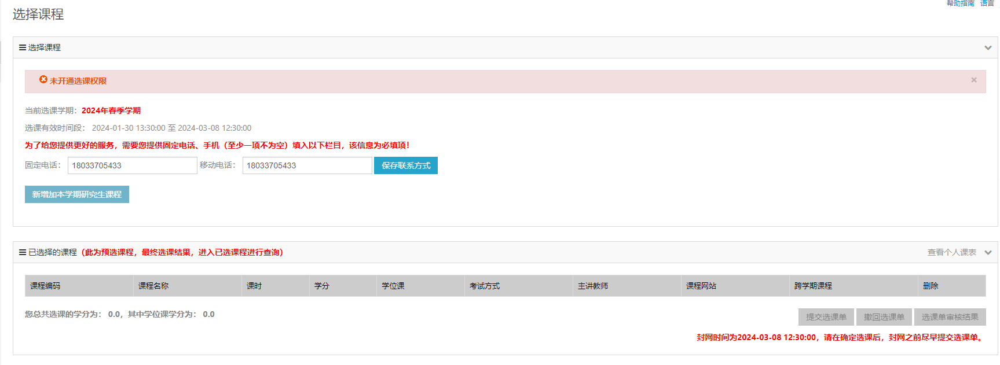 帮助指南 语言
选择课程
选择课程
未开通选课权限
当前选课学期：2024年春季学期
选课有效时间段： 2024-01-30 13:30:00 至 2024-03-08 12:30:00
为了给您提供更好的服务，需要您提供固定电话、手机（至少一项不为空）填入以下栏目，该信息为必填项！
固定电话： 18033705433 移动电话： 18033705433 保存联系方式
新增加本学期研究生课程
已选择的课程（此为预选课程，最终选课结果，进入已选课程进行查询） 查看个人课表
课程编码 课程名称 课时 学分 学位课 考试方式 主讲教师 课程网站 跨学期课程 删除
您总共选课的学分为： 0.0，其中学位课学分为： 0.0
提交选课单 撤回选课单 选课单审核结果
封网时间为2024-03-08 12:30:00，请在确定选课后，封网之前尽早提交选课单。